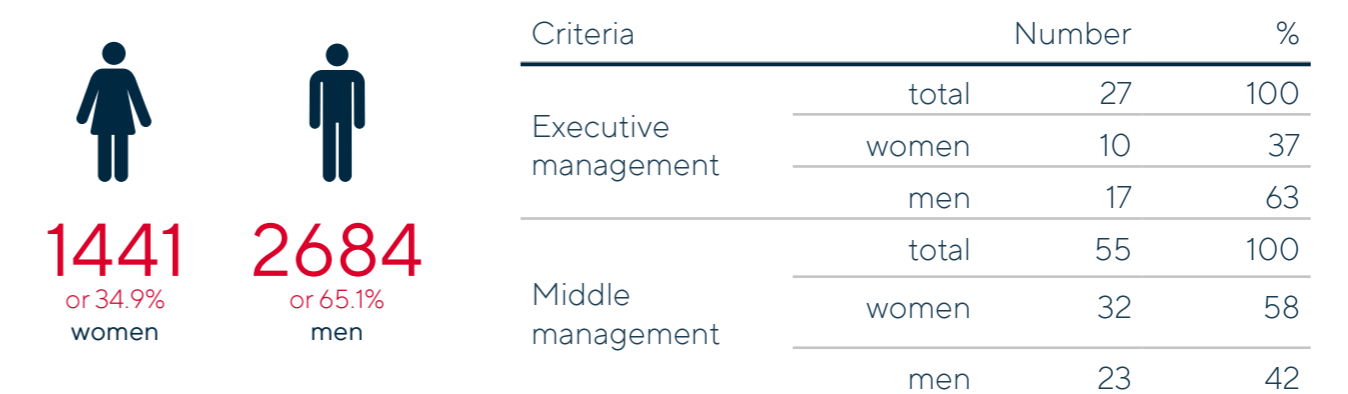 1441
or 34.9%
women
2684
or 65.1%
men
Criteria Number %
Executive
management
total 27 100
women 10 37
men 17 63
Middle
management
total 55 100
women 32 58
men 23 42